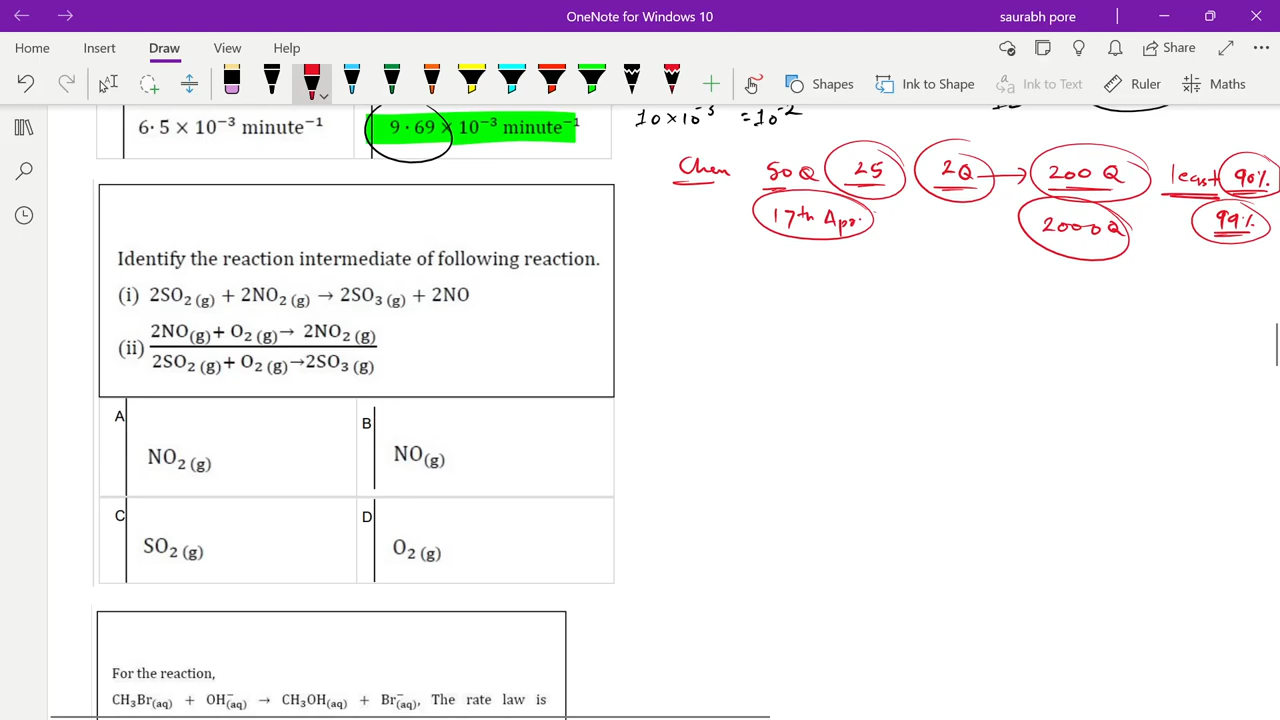 OneNote for Windows 10
saurabh pore
Home Insert Draw View Help
Share
Shapes Ink to Shape Ink to Text Ruler Maths
6·5 × 10⁻³ minute⁻¹
9·69 × 10⁻³ minute⁻¹
10×10⁻³ =10⁻²
Chem 50Q 25 2Q → 200 Q least 90%
17th Apr. 2000Q 99%
Identify the reaction intermediate of following reaction.
(i) 2SO₂ (g) + 2NO₂ (g) → 2SO₃ (g) + 2NO
(ii) 2NO(g)+ O₂ (g)→ 2NO₂ (g)
2SO₂ (g)+ O₂ (g)→2SO₃ (g)
A NO₂ (g)
B NO(g)
C SO₂ (g)
D O₂ (g)
For the reaction,
CH₃Br(aq) + OH⁻(aq) → CH₃OH(aq) + Br⁻(aq), The rate law is